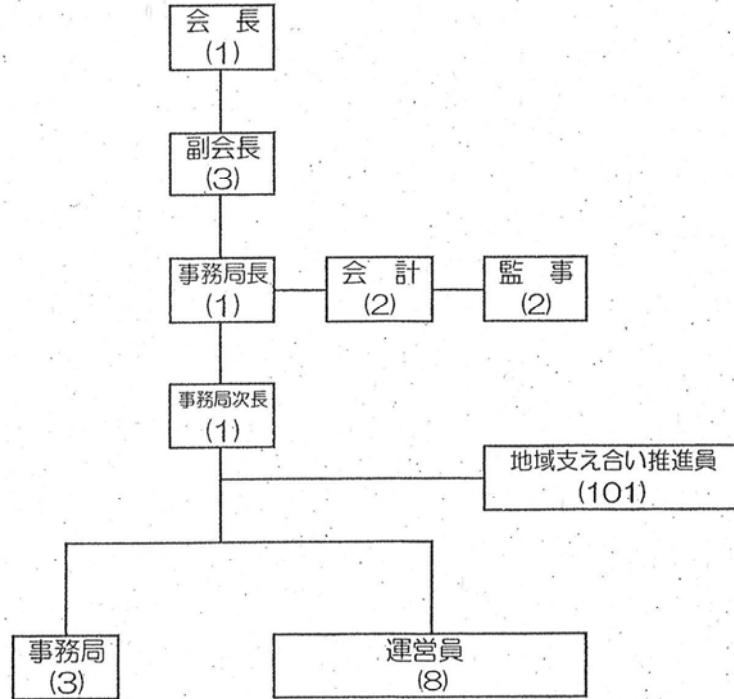 会長
(1)
副会長
(3)
事務局長
(1)
会計
(2)
監事
(2)
事務局次長
(1)
地域支え合い推進員
(101)
事務局
(3)
運営員
(8)